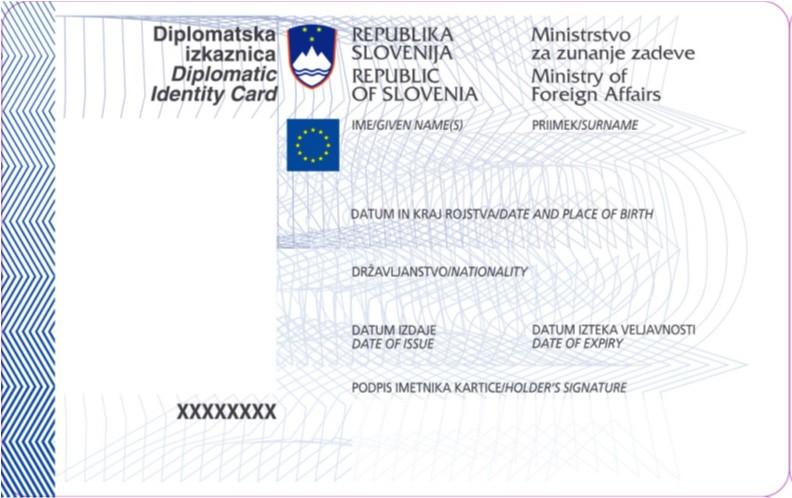 Diplomatska
izkaznica
Diplomatic
Identity Card
REPUBLIKA
SLOVENIJA
REPUBLIC
OF SLOVENIA
Ministrstvo
za zunanje zadeve
Ministry of
Foreign Affairs
IME/GIVEN NAME(S) PRIIMEK/SURNAME
DATUM IN KRAJ ROJSTVA/DATE AND PLACE OF BIRTH
DRŽAVLJANSTVO/NATIONALITY
DATUM IZDAJE DATUM IZTEKA VELJAVNOSTI
DATE OF ISSUE DATE OF EXPIRY
PODPIS IMETNIKA KARTICE/HOLDER'S SIGNATURE
XXXXXXXX